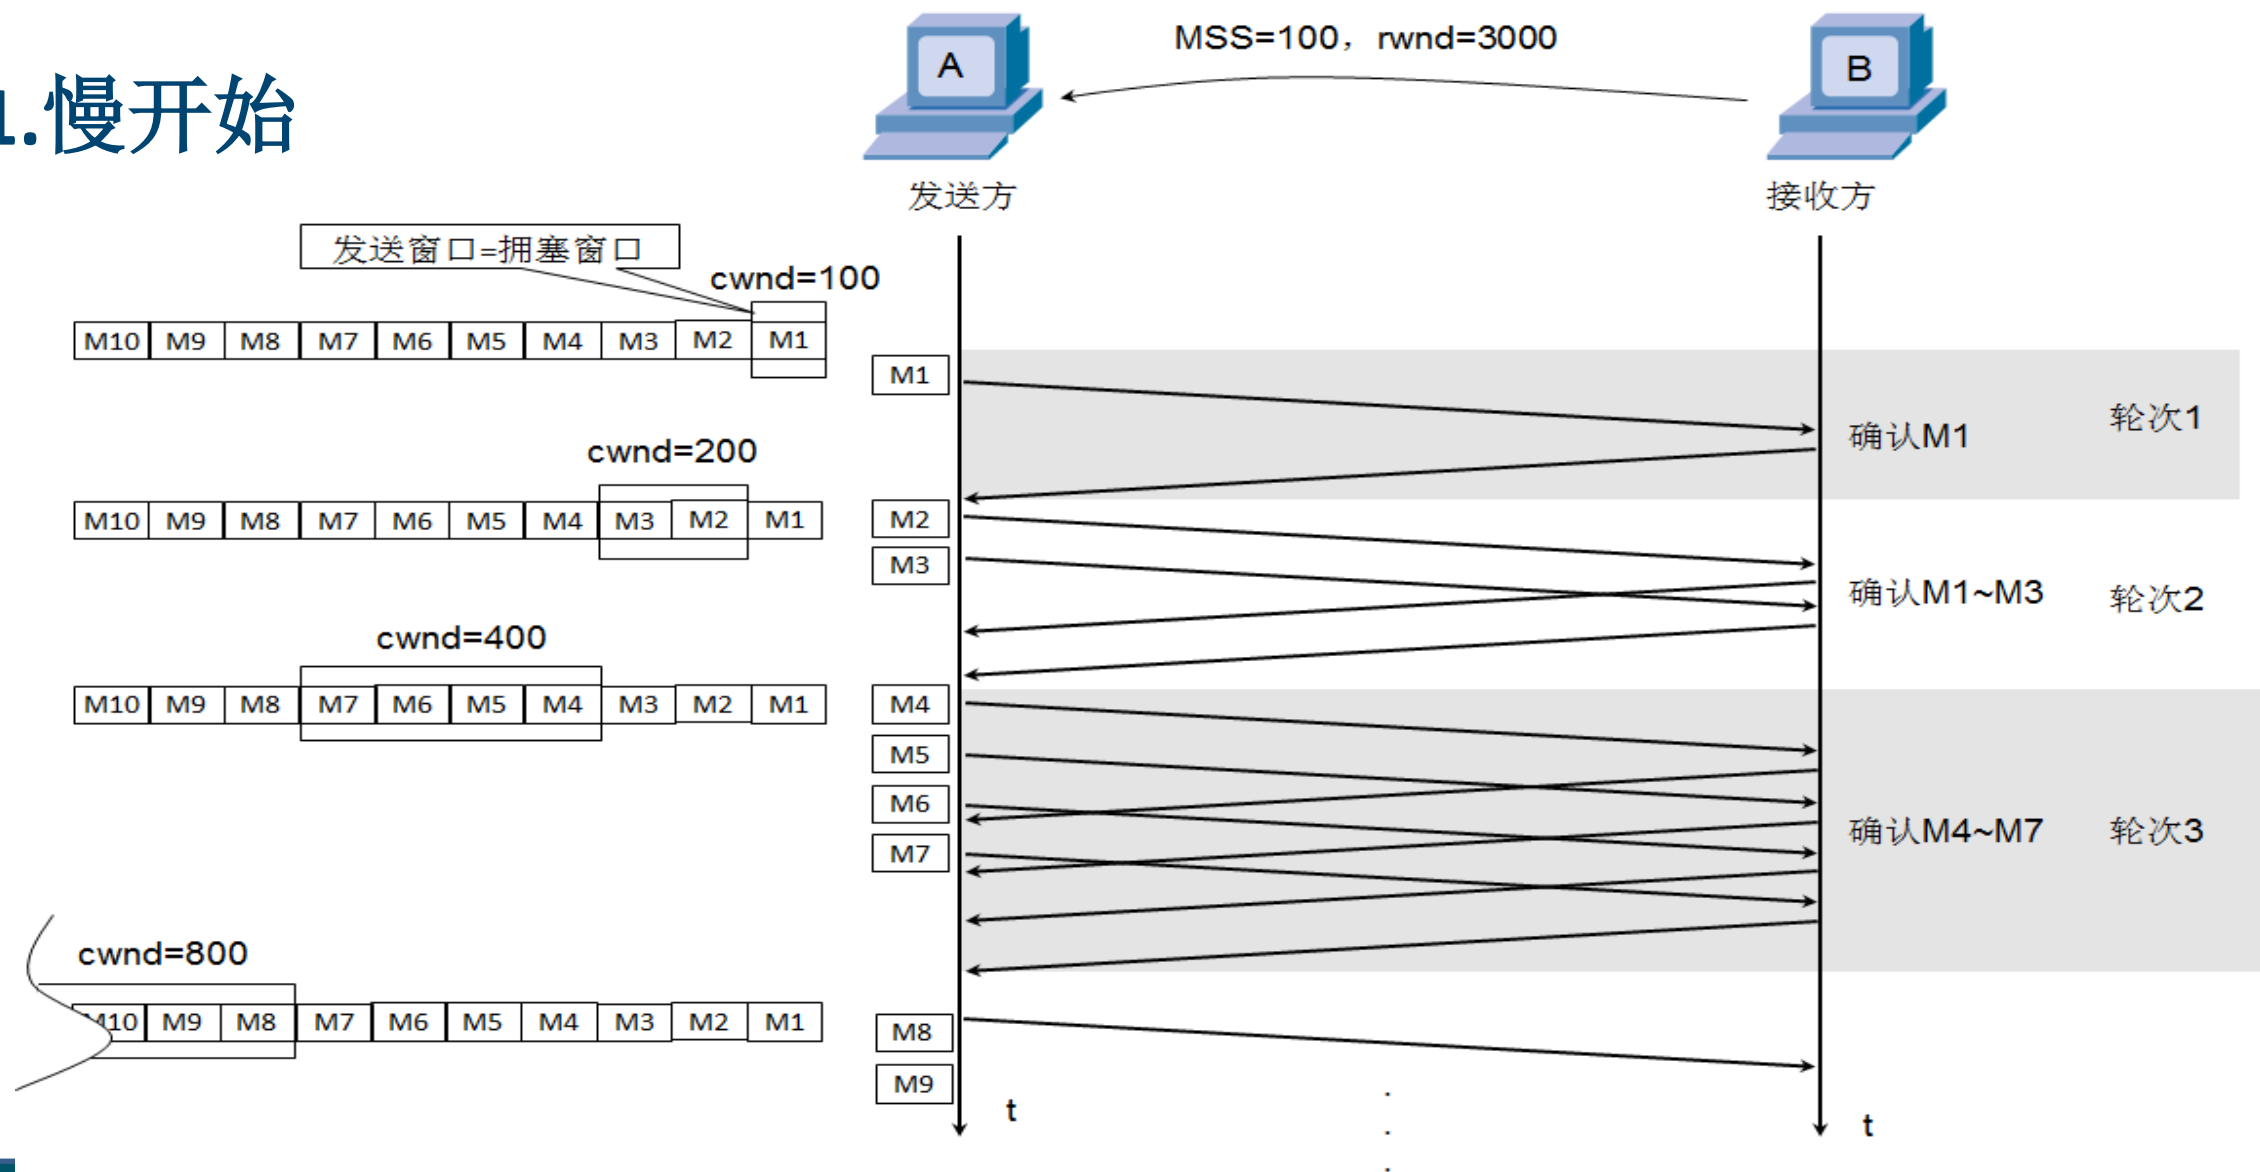 1.慢开始
A
MSS=100，rwnd=3000
B
发送方
接收方
发送窗口=拥塞窗口
cwnd=100
M10 M9 M8 M7 M6 M5 M4 M3 M2 M1
M1
确认M1
轮次1
cwnd=200
M10 M9 M8 M7 M6 M5 M4 M3 M2 M1
M2
M3
确认M1~M3
轮次2
cwnd=400
M10 M9 M8 M7 M6 M5 M4 M3 M2 M1
M4
M5
M6
M7
确认M4~M7
轮次3
cwnd=800
M10 M9 M8 M7 M6 M5 M4 M3 M2 M1
M8
M9
t
t